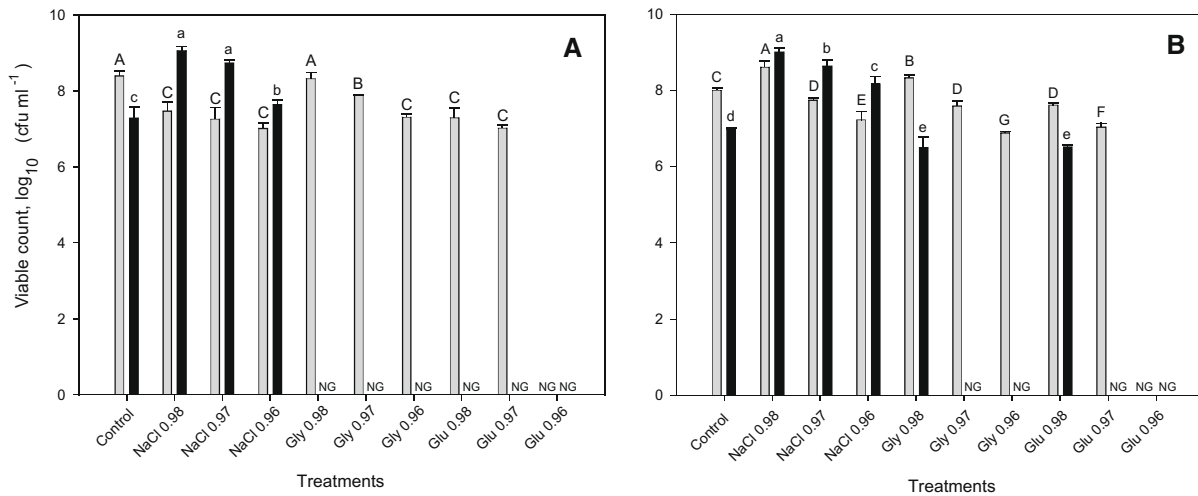 A
Viable count, log10 (cfu ml -1)
10
8
6
4
2
0
A
c
C
a
C
a
C
b
A
NG
B
NG
C
NG
C
NG
C
NG
NG NG
Control
NaCl 0.98
NaCl 0.97
NaCl 0.96
Gly 0.98
Gly 0.97
Gly 0.96
Glu 0.98
Glu 0.97
Glu 0.96
Treatments
B
10
8
6
4
2
0
C
d
A
a
D
b
E
c
B
e
D
NG
G
NG
D
e
F
NG
NG NG
Control
NaCl 0.98
NaCl 0.97
NaCl 0.96
Gly 0.98
Gly 0.97
Gly 0.96
Glu 0.98
Glu 0.97
Glu 0.96
Treatments